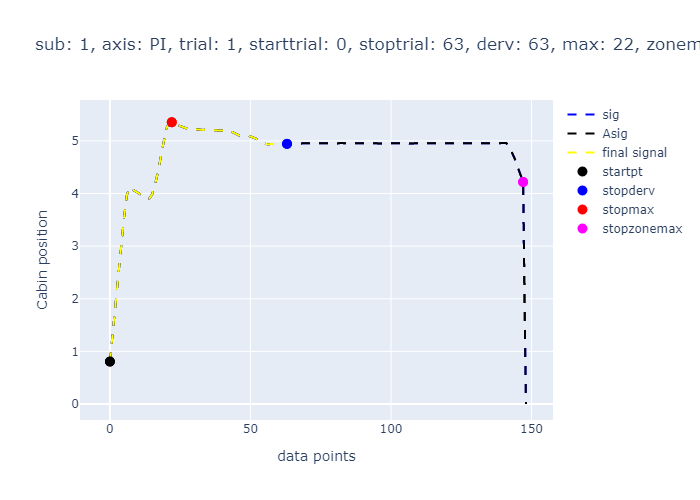 sub: 1, axis: PI, trial: 1, starttrial: 0, stoptrial: 63, derv: 63, max: 22, zonem
sig
Asig
final signal
startpt
stopderv
stopmax
stopzonemax
Cabin position
5
4
3
2
1
0
0
50
100
150
data points